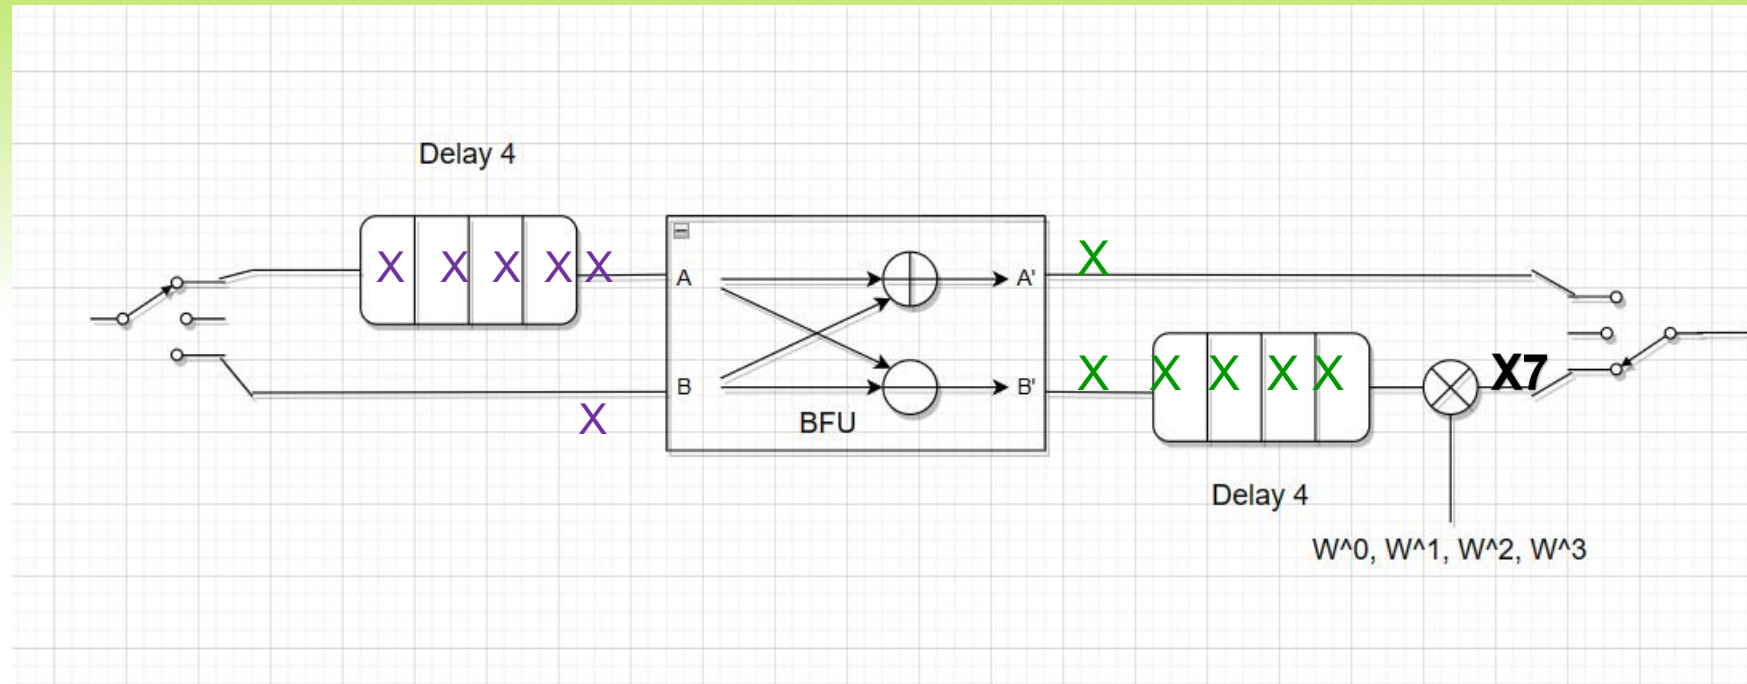 Delay 4
X X X X X
X
A
B
A'
B'
BFU
X
X X X X X
X7
Delay 4
W^0, W^1, W^2, W^3